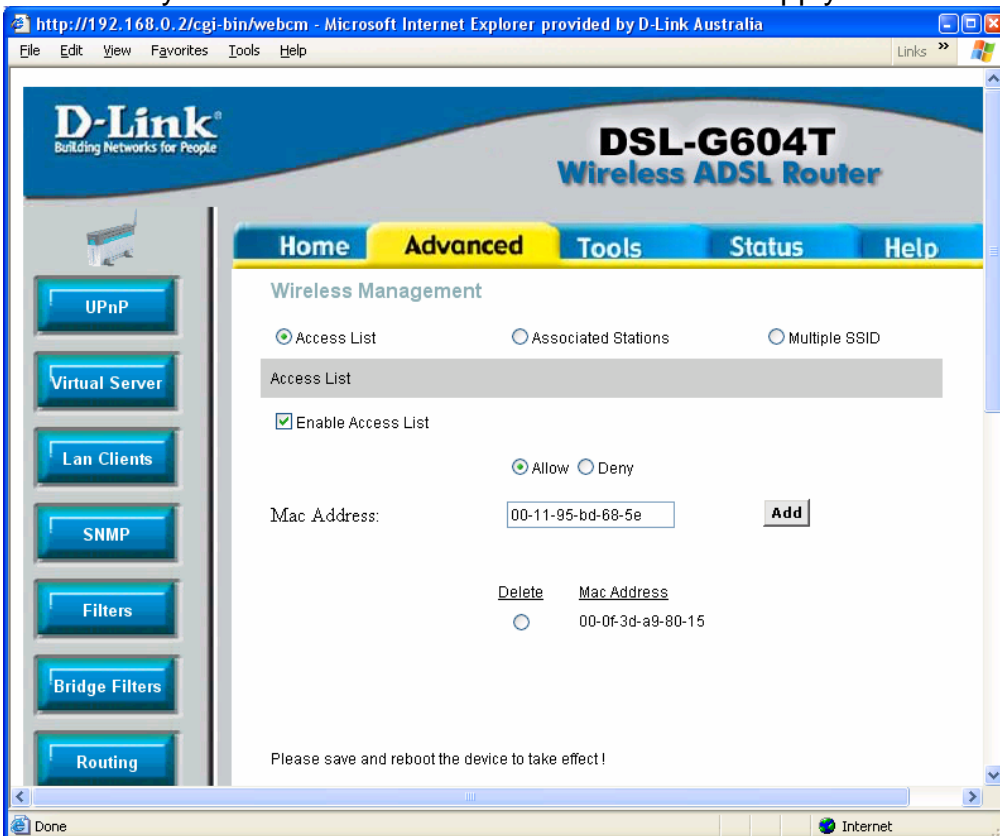 http://192.168.0.2/cgi-bin/webcm - Microsoft Internet Explorer provided by D-Link Australia
File Edit View Favorites Tools Help Links »
D-Link®
Building Networks for People
DSL-G604T
Wireless ADSL Router
Home Advanced Tools Status Help
UPnP
Virtual Server
Lan Clients
SNMP
Filters
Bridge Filters
Routing
Wireless Management
Access List Associated Stations Multiple SSID
Access List
Enable Access List
Allow Deny
Mac Address: 00-11-95-bd-68-5e Add
Delete Mac Address
00-0f-3d-a9-80-15
Please save and reboot the device to take effect !
Done Internet